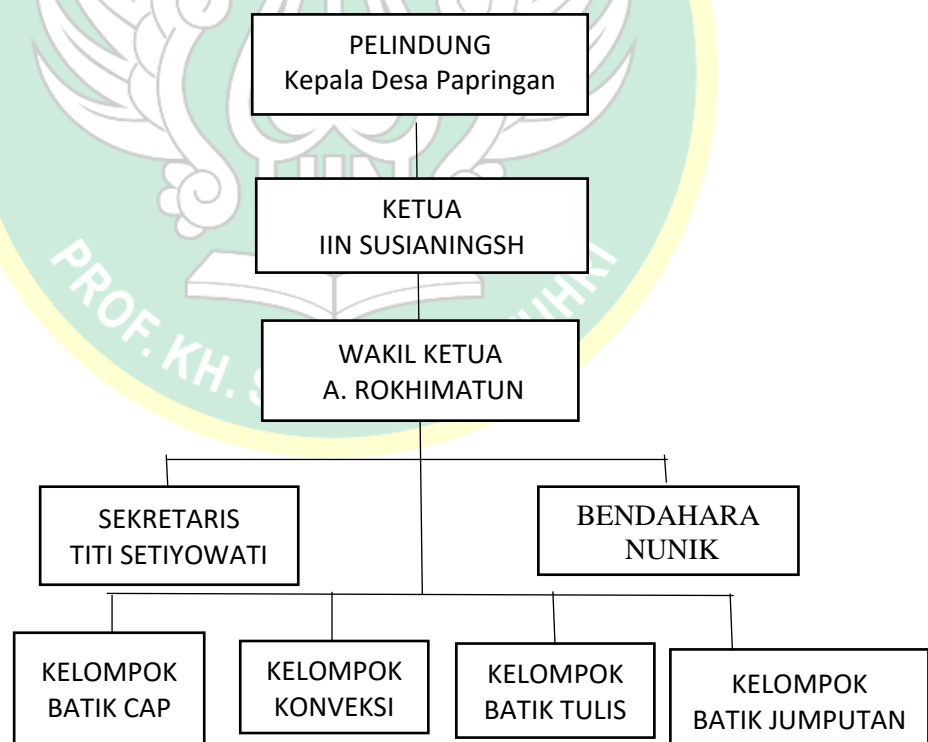 PELINDUNG
Kepala Desa Papringan
KETUA
IIN SUSIANINGSH
PROF. KH. S
UHRI
WAKIL KETUA
A. ROKHIMATUN
SEKRETARIS
TITI SETIYOWATI
BENDAHARA
NUNIK
KELOMPOK
BATIK CAP
KELOMPOK
KONVEKSI
KELOMPOK
BATIK TULIS
KELOMPOK
BATIK JUMPUTAN